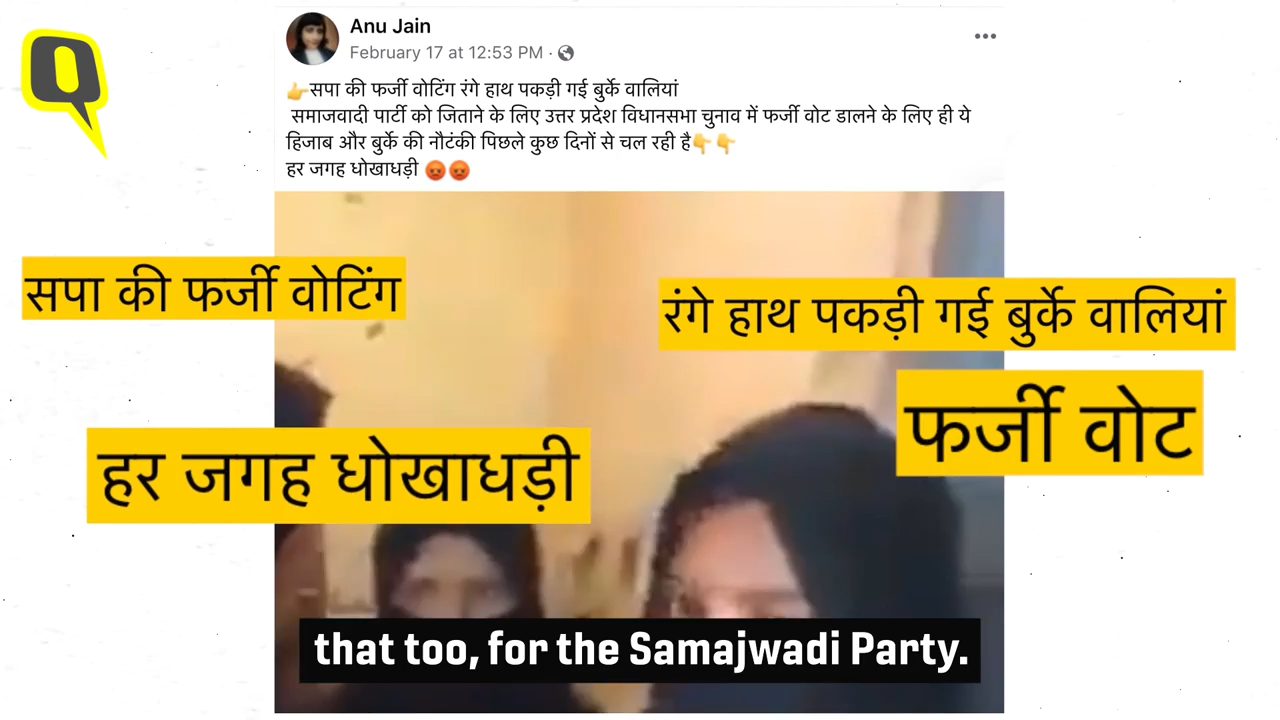 Anu Jain
February 17 at 12:53 PM ·
👉सपा की फर्जी वोटिंग रंगे हाथ पकड़ी गई बुर्के वालियां
समाजवादी पार्टी को जिताने के लिए उत्तर प्रदेश विधानसभा चुनाव में फर्जी वोट डालने के लिए ही ये
हिजाब और बुर्के की नौटंकी पिछले कुछ दिनों से चल रही है👇👇
हर जगह धोखाधड़ी 😡😡
सपा की फर्जी वोटिंग
रंगे हाथ पकड़ी गई बुर्के वालियां
फर्जी वोट
हर जगह धोखाधड़ी
that too, for the Samajwadi Party.